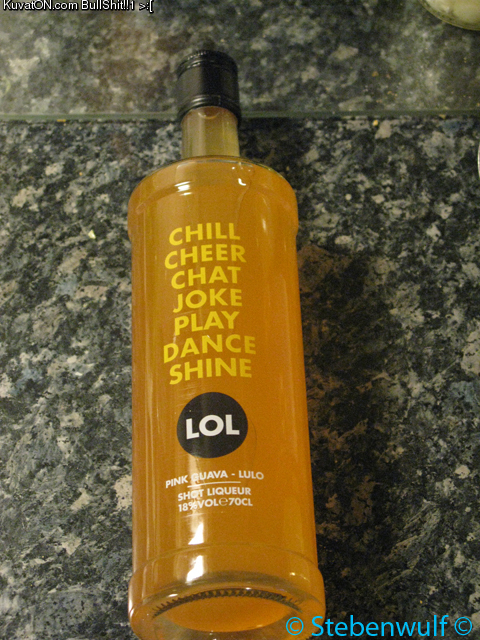 KuvatON.com BullShit!!1 >:[
CHILL
CHEER
CHAT
JOKE
PLAY
DANCE
SHINE
LOL
PINK GUAVA - LULO
SHOT LIQUEUR
18%VOL℮70CL
© Stebenwulf ©